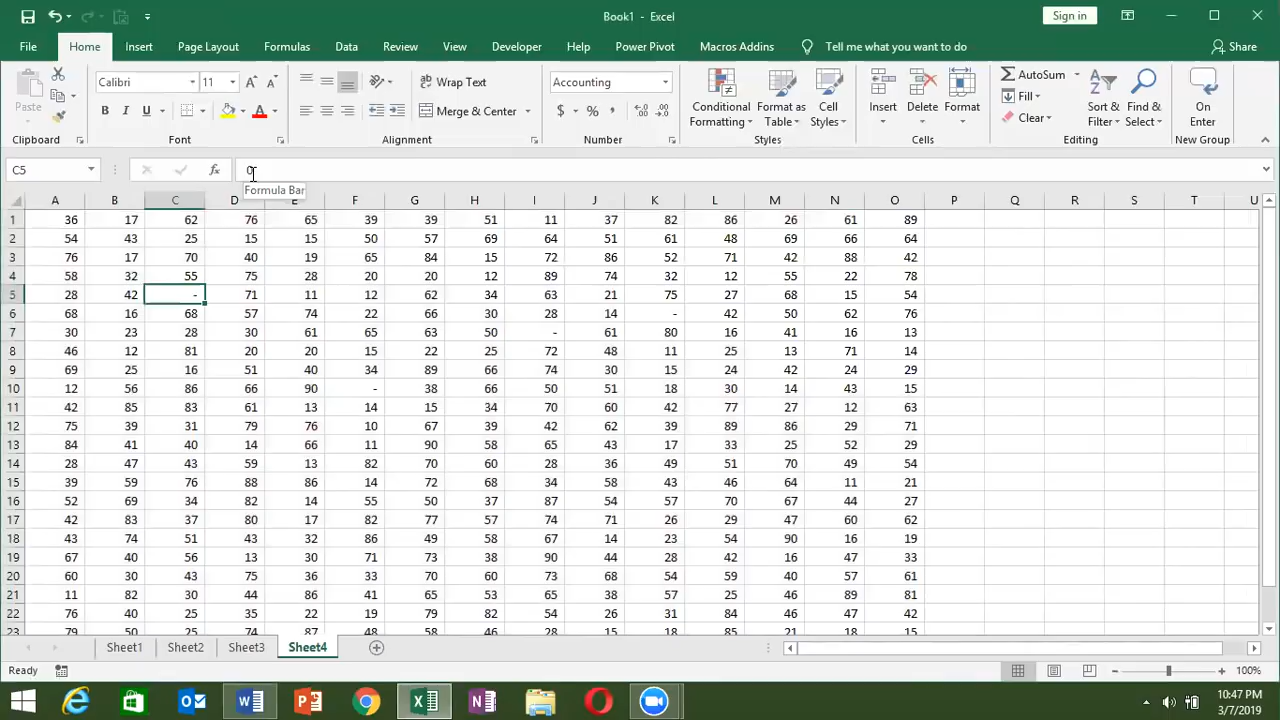 Book1 - Excel
Sign in
File Home Insert Page Layout Formulas Data Review View Developer Help Power Pivot Macros Addins Tell me what you want to do Share
Paste
Calibri 11
B I U
Wrap Text
Merge & Center
Accounting
$ % ,
Conditional Formatting
Format as Table
Cell Styles
Insert
Delete
Format
AutoSum
Fill
Clear
Sort & Filter
Find & Select
On Enter
Clipboard Font Alignment Number Styles Cells Editing New Group
C5 fx 0
Formula Bar
A B C D E F G H I J K L M N O P Q R S T U
1 36 17 62 76 65 39 39 51 11 37 82 86 26 61 89
2 54 43 25 15 15 50 57 69 64 51 61 48 69 66 64
3 76 17 70 40 19 65 84 15 72 86 52 71 42 88 42
4 58 32 55 75 28 20 20 12 89 74 32 12 55 22 78
5 28 42 - 71 11 12 62 34 63 21 75 27 68 15 54
6 68 16 68 57 74 22 66 30 28 14 - 42 50 62 76
7 30 23 28 30 61 65 63 50 - 61 80 16 41 16 13
8 46 12 81 20 20 15 22 25 72 48 11 25 13 71 14
9 69 25 16 51 40 34 89 66 74 30 15 24 42 24 29
10 12 56 86 66 90 - 38 66 50 51 18 30 14 43 15
11 42 85 83 61 13 14 15 34 70 60 42 77 27 12 63
12 75 39 31 79 76 10 67 39 42 62 39 89 86 29 71
13 84 41 40 14 66 11 90 58 65 43 17 33 25 52 29
14 28 47 43 59 13 82 70 60 28 36 49 51 70 49 54
15 39 59 76 88 86 14 72 68 34 58 43 46 64 11 21
16 52 69 34 82 14 55 50 37 87 54 57 70 67 44 27
17 42 83 37 80 17 82 77 57 74 71 26 29 47 60 62
18 43 74 51 43 32 86 49 58 67 14 23 54 90 16 19
19 67 40 56 13 30 71 73 38 90 44 28 42 16 47 33
20 60 30 43 75 36 33 70 60 73 68 54 59 40 57 61
21 11 82 30 44 86 41 65 53 65 38 57 25 46 89 81
22 76 40 25 35 22 19 79 82 54 26 31 84 46 47 42
23 79 50 25 74 87 48 58 46 28 15 18 85 21 18 15
Sheet1 Sheet2 Sheet3 Sheet4
Ready 100%
10:47 PM
3/7/2019